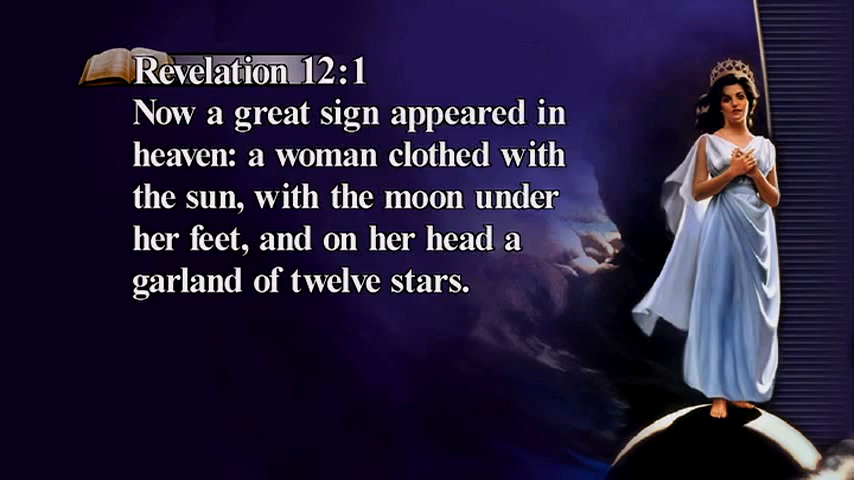 Revelation 12:1
Now a great sign appeared in
heaven: a woman clothed with
the sun, with the moon under
her feet, and on her head a
garland of twelve stars.